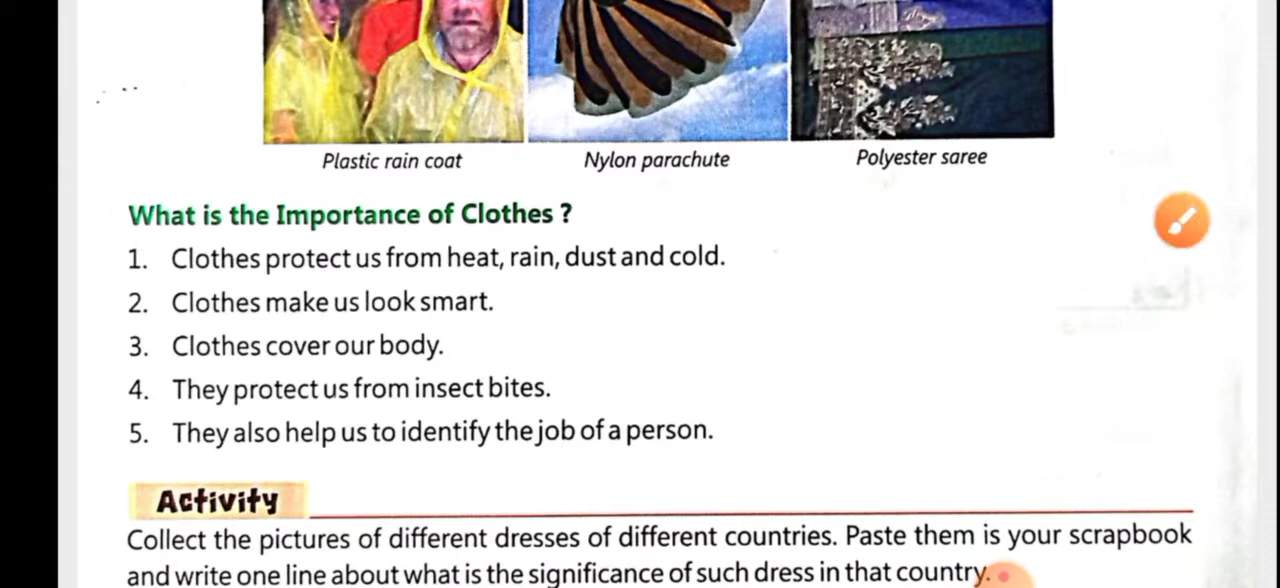 Plastic rain coat
Nylon parachute
Polyester saree
What is the Importance of Clothes ?
1. Clothes protect us from heat, rain, dust and cold.
2. Clothes make us look smart.
3. Clothes cover our body.
4. They protect us from insect bites.
5. They also help us to identify the job of a person.
Activity
Collect the pictures of different dresses of different countries. Paste them is your scrapbook
and write one line about what is the significance of such dress in that country.